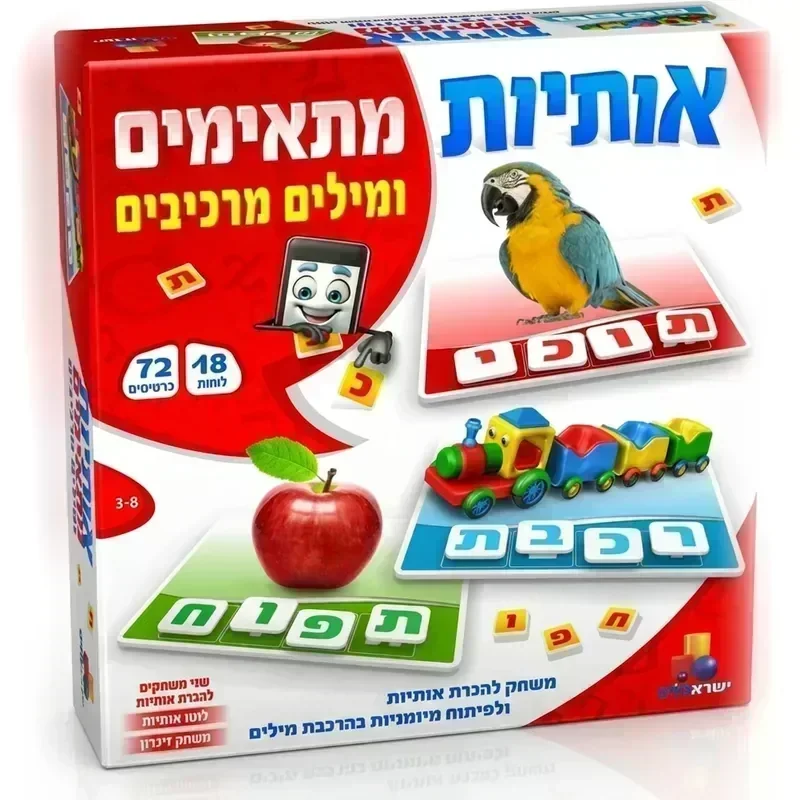 אותיות
מתאימים
ומילים מרכיבים
ת
ת
כ
18
לוחות
72
כרטיסים
תוכי
רכבת
תפוח
3-8
ו
פ
ח
משחק להכרת אותיות
ולפיתוח מיומנויות בהרכבת מילים
שני משחקים
להכרת אותיות
לוטו אותיות
משחק זיכרון
ישראטויס